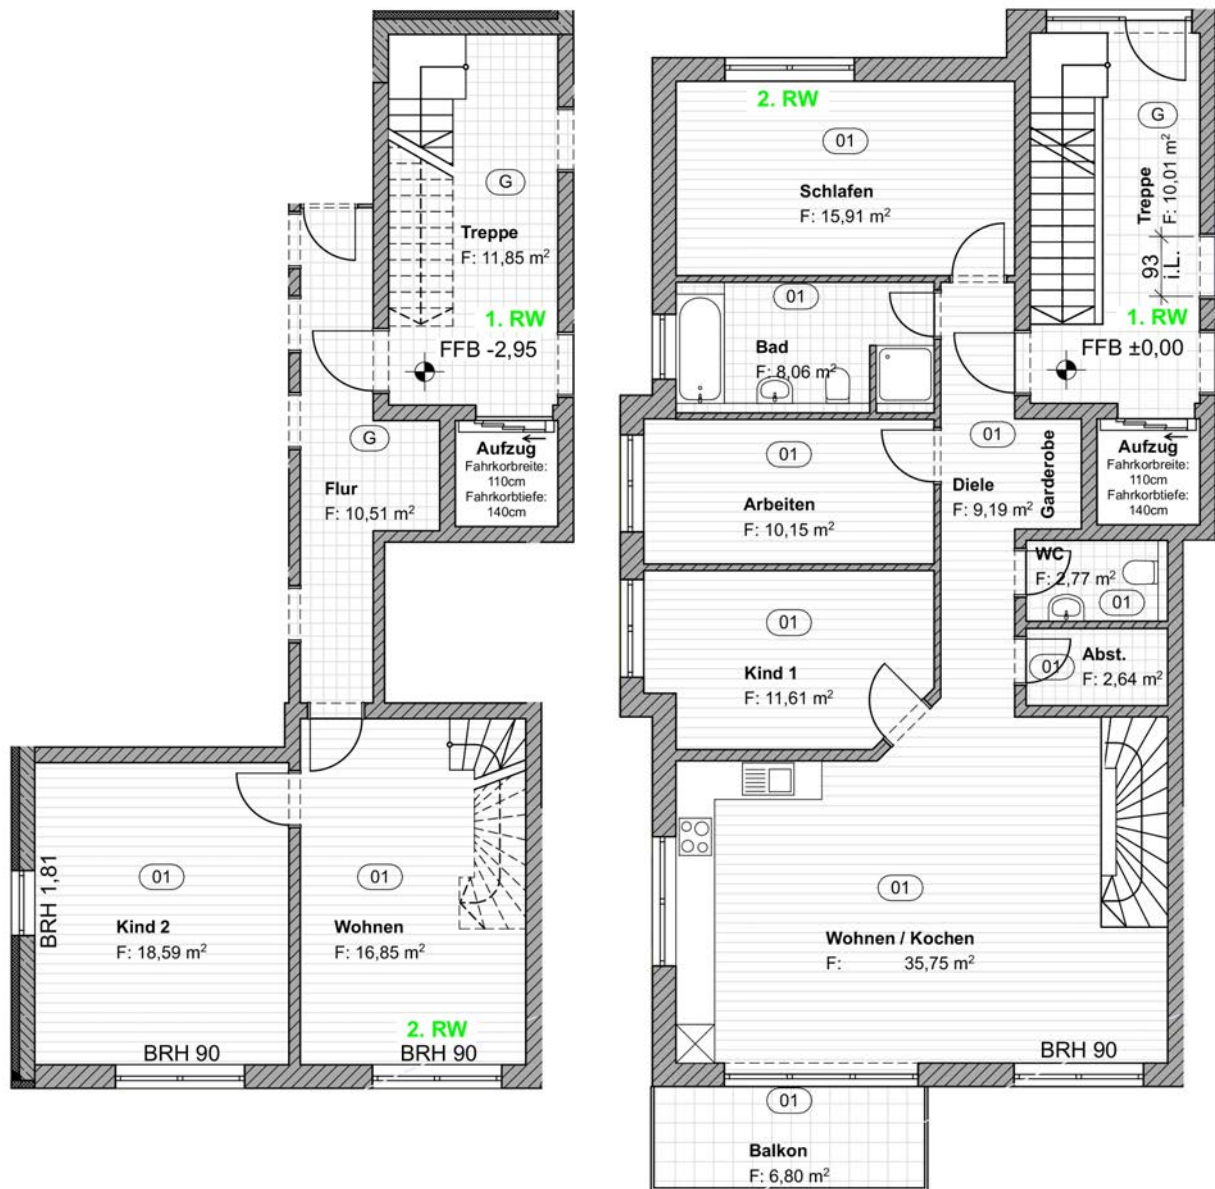 G
Treppe
F: 11,85 m²
1. RW
FFB -2,95
G
Flur
F: 10,51 m²
Aufzug
Fahrkorbreite:
110cm
Fahrkorbtiefe:
140cm
01
Kind 2
F: 18,59 m²
BRH 1,81
BRH 90
01
Wohnen
F: 16,85 m²
2. RW
BRH 90
2. RW
01
Schlafen
F: 15,91 m²
G
Treppe
F: 10,01 m²
93
i.L.
1. RW
FFB ±0,00
01
Bad
F: 8,06 m²
01
Arbeiten
F: 10,15 m²
01
Diele
F: 9,19 m²
Garderobe
Aufzug
Fahrkorbreite:
110cm
Fahrkorbtiefe:
140cm
WC
F: 2,77 m²
01
01
Kind 1
F: 11,61 m²
01
Abst.
F: 2,64 m²
01
Wohnen / Kochen
F: 35,75 m²
BRH 90
01
Balkon
F: 6,80 m²